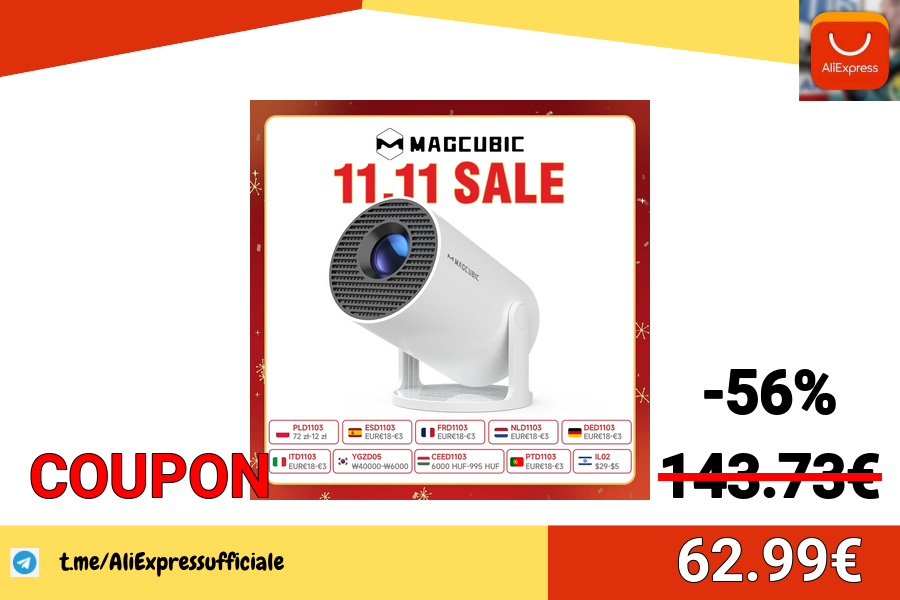 AliExpress
MAGCUBIC
11.11 SALE
MAGCUBIC
PLD1103
72 zł-12 zł
ESD1103
EUR€18-€3
FRD1103
EUR€18-€3
NLD1103
EUR€18-€3
DED1103
EUR€18-€3
ITD1103
EUR€18-€3
YGZD05
₩40000-₩6000
CEED1103
6000 HUF-995 HUF
PTD1103
EUR€18-€3
IL02
$29-$5
-56%
COUPON
143.73€
t.me/AliExpressufficiale
62.99€